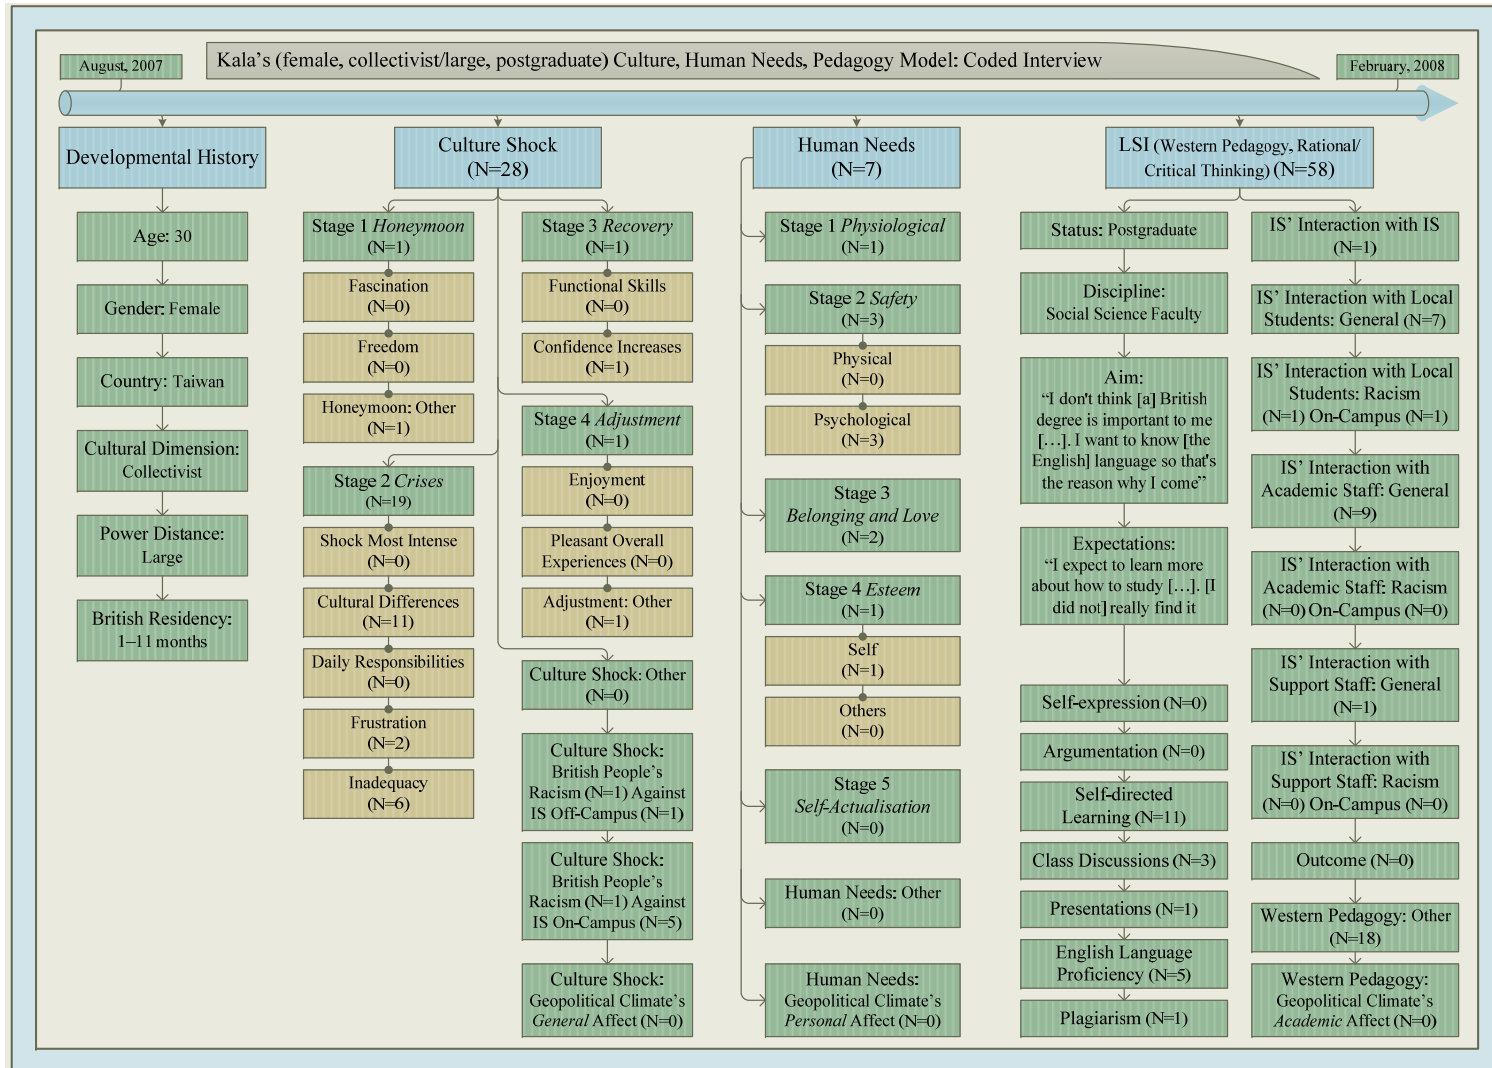 Kala's (female, collectivist/large, postgraduate) Culture, Human Needs, Pedagogy Model: Coded Interview
August, 2007
February, 2008
Developmental History
Age: 30
Gender: Female
Country: Taiwan
Cultural Dimension:
Collectivist
Power Distance:
Large
British Residency:
1–11 months
Culture Shock
(N=28)
Stage 1 Honeymoon
(N=1)
Fascination
(N=0)
Freedom
(N=0)
Honeymoon: Other
(N=1)
Stage 2 Crises
(N=19)
Shock Most Intense
(N=0)
Cultural Differences
(N=11)
Daily Responsibilities
(N=0)
Frustration
(N=2)
Inadequacy
(N=6)
Stage 3 Recovery
(N=1)
Functional Skills
(N=0)
Confidence Increases
(N=1)
Stage 4 Adjustment
(N=1)
Enjoyment
(N=0)
Pleasant Overall
Experiences (N=0)
Adjustment: Other
(N=1)
Culture Shock: Other
(N=0)
Culture Shock:
British People's
Racism (N=1) Against
IS Off-Campus (N=1)
Culture Shock:
British People's
Racism (N=1) Against
IS On-Campus (N=5)
Culture Shock:
Geopolitical Climate's
General Affect (N=0)
Human Needs
(N=7)
Stage 1 Physiological
(N=1)
Stage 2 Safety
(N=3)
Physical
(N=0)
Psychological
(N=3)
Stage 3
Belonging and Love
(N=2)
Stage 4 Esteem
(N=1)
Self
(N=1)
Others
(N=0)
Stage 5
Self-Actualisation
(N=0)
Human Needs: Other
(N=0)
Human Needs:
Geopolitical Climate's
Personal Affect (N=0)
LSI (Western Pedagogy, Rational/
Critical Thinking) (N=58)
Status: Postgraduate
Discipline:
Social Science Faculty
Aim:
"I don't think [a] British
degree is important to me
[…]. I want to know [the
English] language so that's
the reason why I come"
Expectations:
"I expect to learn more
about how to study […]. [I
did not] really find it
Self-expression (N=0)
Argumentation (N=0)
Self-directed
Learning (N=11)
Class Discussions (N=3)
Presentations (N=1)
English Language
Proficiency (N=5)
Plagiarism (N=1)
IS' Interaction with IS
(N=1)
IS' Interaction with Local
Students: General (N=7)
IS' Interaction with Local
Students: Racism
(N=1) On-Campus (N=1)
IS' Interaction with
Academic Staff: General
(N=9)
IS' Interaction with
Academic Staff: Racism
(N=0) On-Campus (N=0)
IS' Interaction with
Support Staff: General
(N=1)
IS' Interaction with
Support Staff: Racism
(N=0) On-Campus (N=0)
Outcome (N=0)
Western Pedagogy: Other
(N=18)
Western Pedagogy:
Geopolitical Climate's
Academic Affect (N=0)